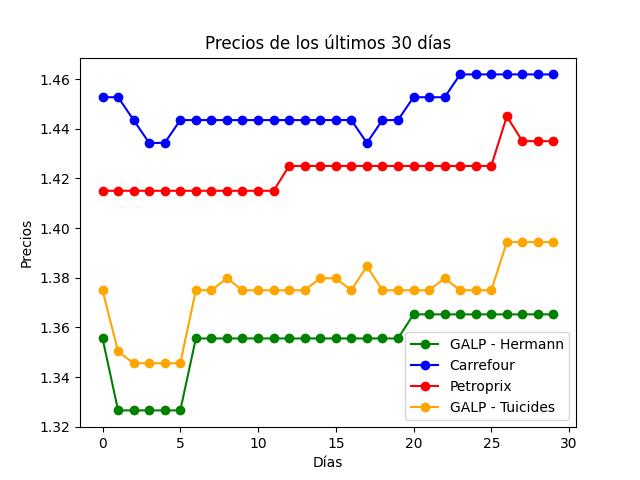 Precios de los últimos 30 días
1.46
1.44
1.42
1.40
1.38
1.36
1.34
1.32
Precios
GALP - Hermann
Carrefour
Petroprix
GALP - Tuicides
0 5 10 15 20 25 30
Días